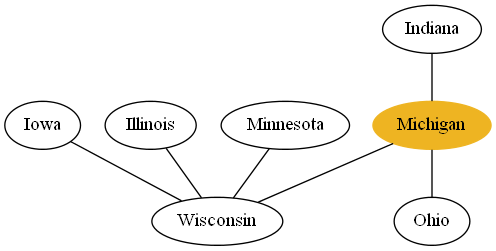 Indiana
Iowa
Illinois
Minnesota
Michigan
Wisconsin
Ohio